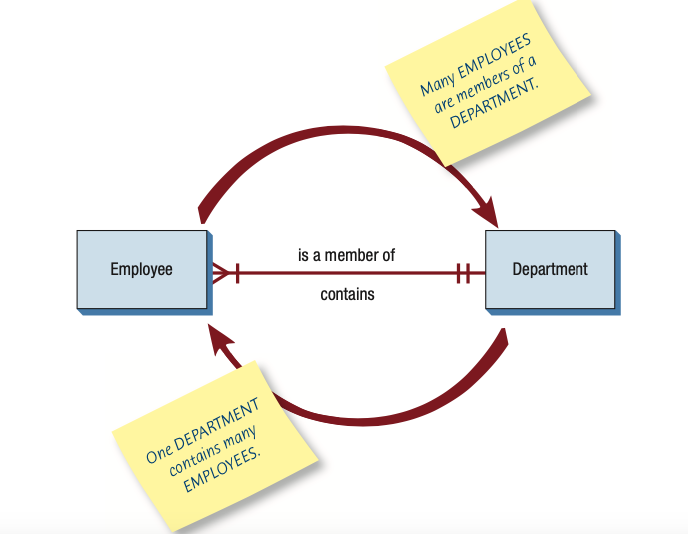 Many EMPLOYEES
are members of a
DEPARTMENT.
is a member of
Employee
Department
contains
One DEPARTMENT
contains many
EMPLOYEES.